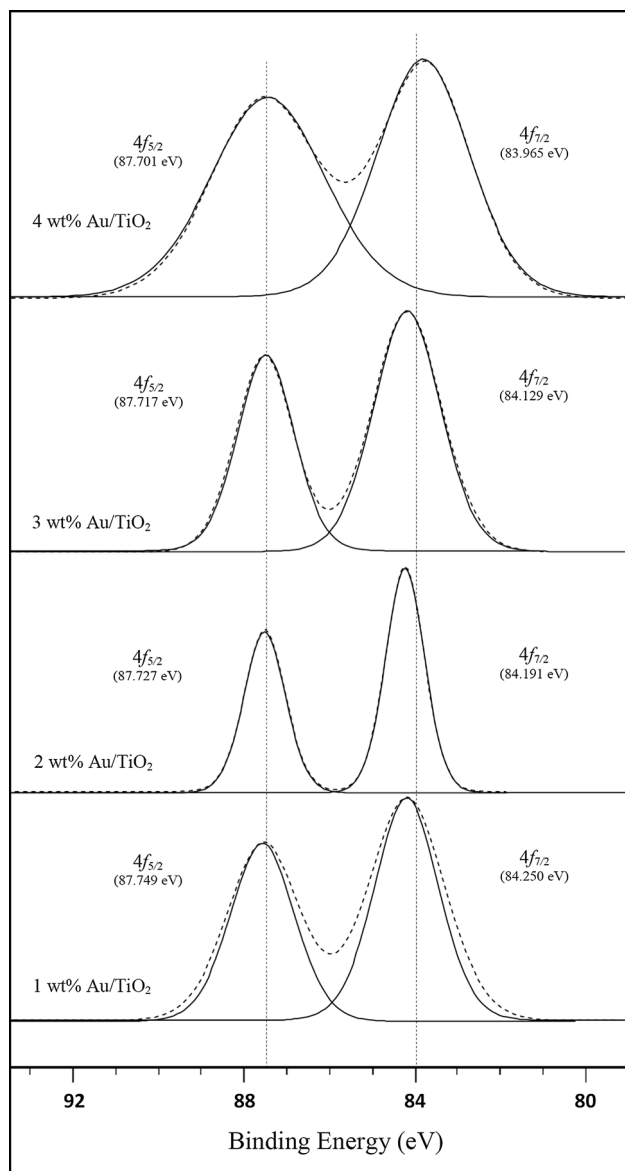 4f5/2
(87.701 eV)
4f7/2
(83.965 eV)
4 wt% Au/TiO2
4f5/2
(87.717 eV)
4f7/2
(84.129 eV)
3 wt% Au/TiO2
4f5/2
(87.727 eV)
4f7/2
(84.191 eV)
2 wt% Au/TiO2
4f5/2
(87.749 eV)
4f7/2
(84.250 eV)
1 wt% Au/TiO2
92 88 84 80
Binding Energy (eV)